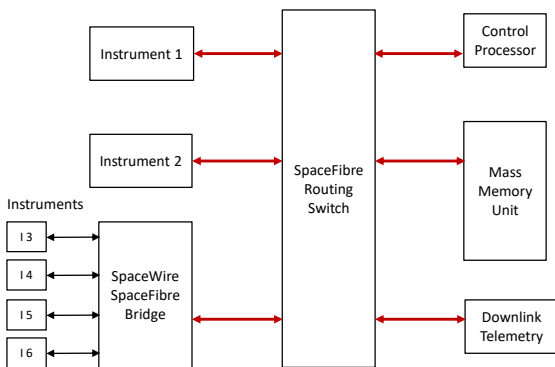 Instrument 1
Control
Processor
Instrument 2
SpaceFibre
Routing
Switch
Mass
Memory
Unit
Instruments
I 3
I 4
I 5
I 6
SpaceWire
SpaceFibre
Bridge
Downlink
Telemetry